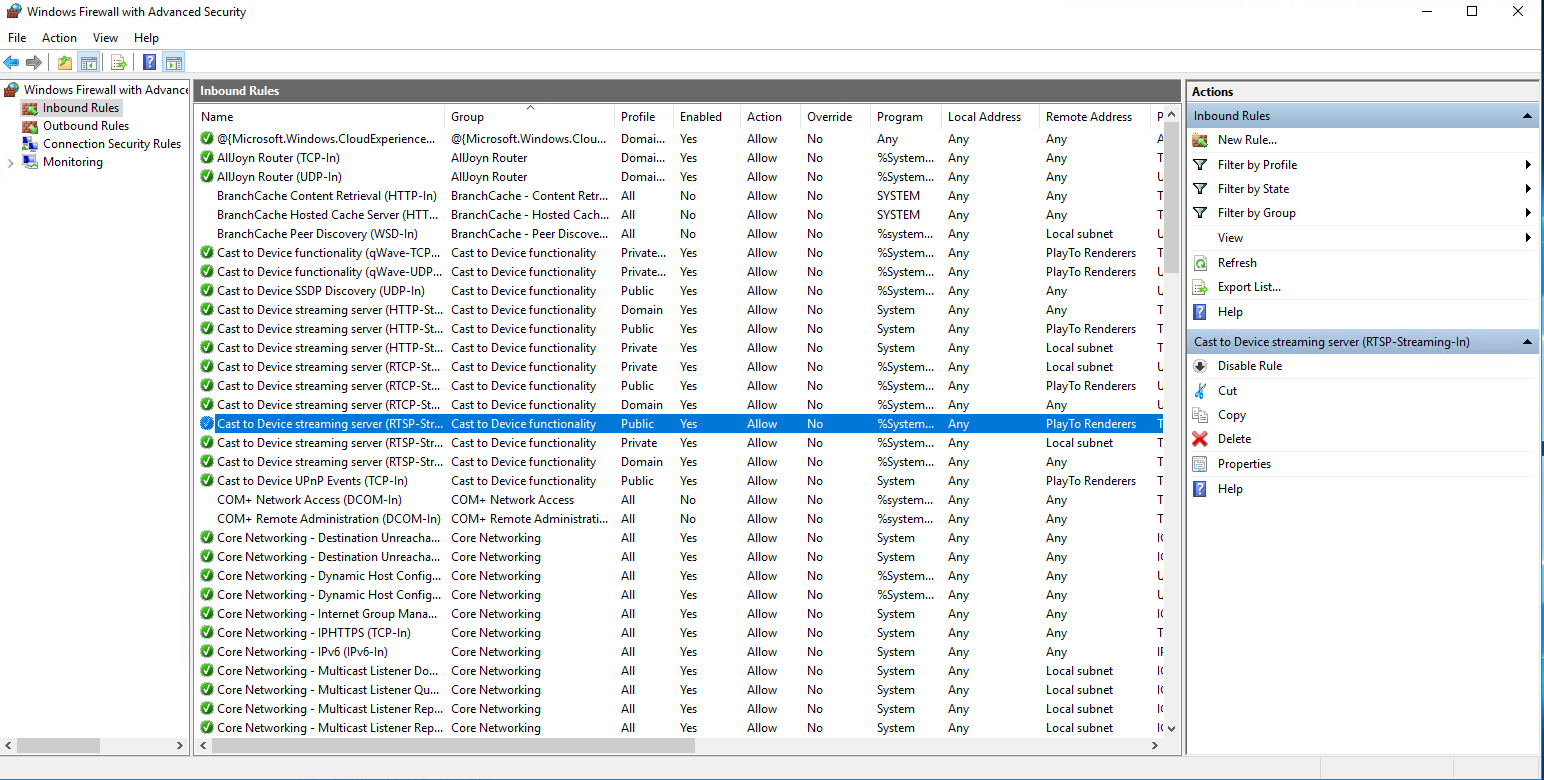 Windows Firewall with Advanced Security
File Action View Help
Windows Firewall with Advance
Inbound Rules
Outbound Rules
Connection Security Rules
Monitoring
Inbound Rules
Name Group Profile Enabled Action Override Program Local Address Remote Address P
@{Microsoft.Windows.CloudExperience... @{Microsoft.Windows.Clou... Domai... Yes Allow No Any Any Any A
AllJoyn Router (TCP-In) AllJoyn Router Domai... Yes Allow No %System... Any Any T
AllJoyn Router (UDP-In) AllJoyn Router Domai... Yes Allow No %System... Any Any U
BranchCache Content Retrieval (HTTP-In) BranchCache - Content Retr... All No Allow No SYSTEM Any Any T
BranchCache Hosted Cache Server (HTT... BranchCache - Hosted Cach... All No Allow No SYSTEM Any Any T
BranchCache Peer Discovery (WSD-In) BranchCache - Peer Discove... All No Allow No %system... Any Local subnet U
Cast to Device functionality (qWave-TCP... Cast to Device functionality Private... Yes Allow No %System... Any PlayTo Renderers T
Cast to Device functionality (qWave-UDP... Cast to Device functionality Private... Yes Allow No %System... Any PlayTo Renderers U
Cast to Device SSDP Discovery (UDP-In) Cast to Device functionality Public Yes Allow No %System... Any Any U
Cast to Device streaming server (HTTP-St... Cast to Device functionality Domain Yes Allow No System Any Any T
Cast to Device streaming server (HTTP-St... Cast to Device functionality Public Yes Allow No System Any PlayTo Renderers T
Cast to Device streaming server (HTTP-St... Cast to Device functionality Private Yes Allow No System Any Local subnet T
Cast to Device streaming server (RTCP-St... Cast to Device functionality Private Yes Allow No %System... Any Local subnet U
Cast to Device streaming server (RTCP-St... Cast to Device functionality Public Yes Allow No %System... Any PlayTo Renderers U
Cast to Device streaming server (RTCP-St... Cast to Device functionality Domain Yes Allow No %System... Any Any U
Cast to Device streaming server (RTSP-Str... Cast to Device functionality Public Yes Allow No %System... Any PlayTo Renderers T
Cast to Device streaming server (RTSP-Str... Cast to Device functionality Private Yes Allow No %System... Any Local subnet T
Cast to Device streaming server (RTSP-Str... Cast to Device functionality Domain Yes Allow No %System... Any Any T
Cast to Device UPnP Events (TCP-In) Cast to Device functionality Public Yes Allow No System Any PlayTo Renderers T
COM+ Network Access (DCOM-In) COM+ Network Access All No Allow No %system... Any Any T
COM+ Remote Administration (DCOM-In) COM+ Remote Administrati... All No Allow No %system... Any Any T
Core Networking - Destination Unreacha... Core Networking All Yes Allow No System Any Any IC
Core Networking - Destination Unreacha... Core Networking All Yes Allow No System Any Any IC
Core Networking - Dynamic Host Config... Core Networking All Yes Allow No %System... Any Any U
Core Networking - Dynamic Host Config... Core Networking All Yes Allow No %System... Any Any U
Core Networking - Internet Group Mana... Core Networking All Yes Allow No System Any Any IG
Core Networking - IPHTTPS (TCP-In) Core Networking All Yes Allow No System Any Any T
Core Networking - IPv6 (IPv6-In) Core Networking All Yes Allow No System Any Any IP
Core Networking - Multicast Listener Do... Core Networking All Yes Allow No System Any Local subnet IC
Core Networking - Multicast Listener Qu... Core Networking All Yes Allow No System Any Local subnet IC
Core Networking - Multicast Listener Rep... Core Networking All Yes Allow No System Any Local subnet IC
Core Networking - Multicast Listener Rep... Core Networking All Yes Allow No System Any Local subnet IC
Actions
Inbound Rules
New Rule...
Filter by Profile
Filter by State
Filter by Group
View
Refresh
Export List...
Help
Cast to Device streaming server (RTSP-Streaming-In)
Disable Rule
Cut
Copy
Delete
Properties
Help